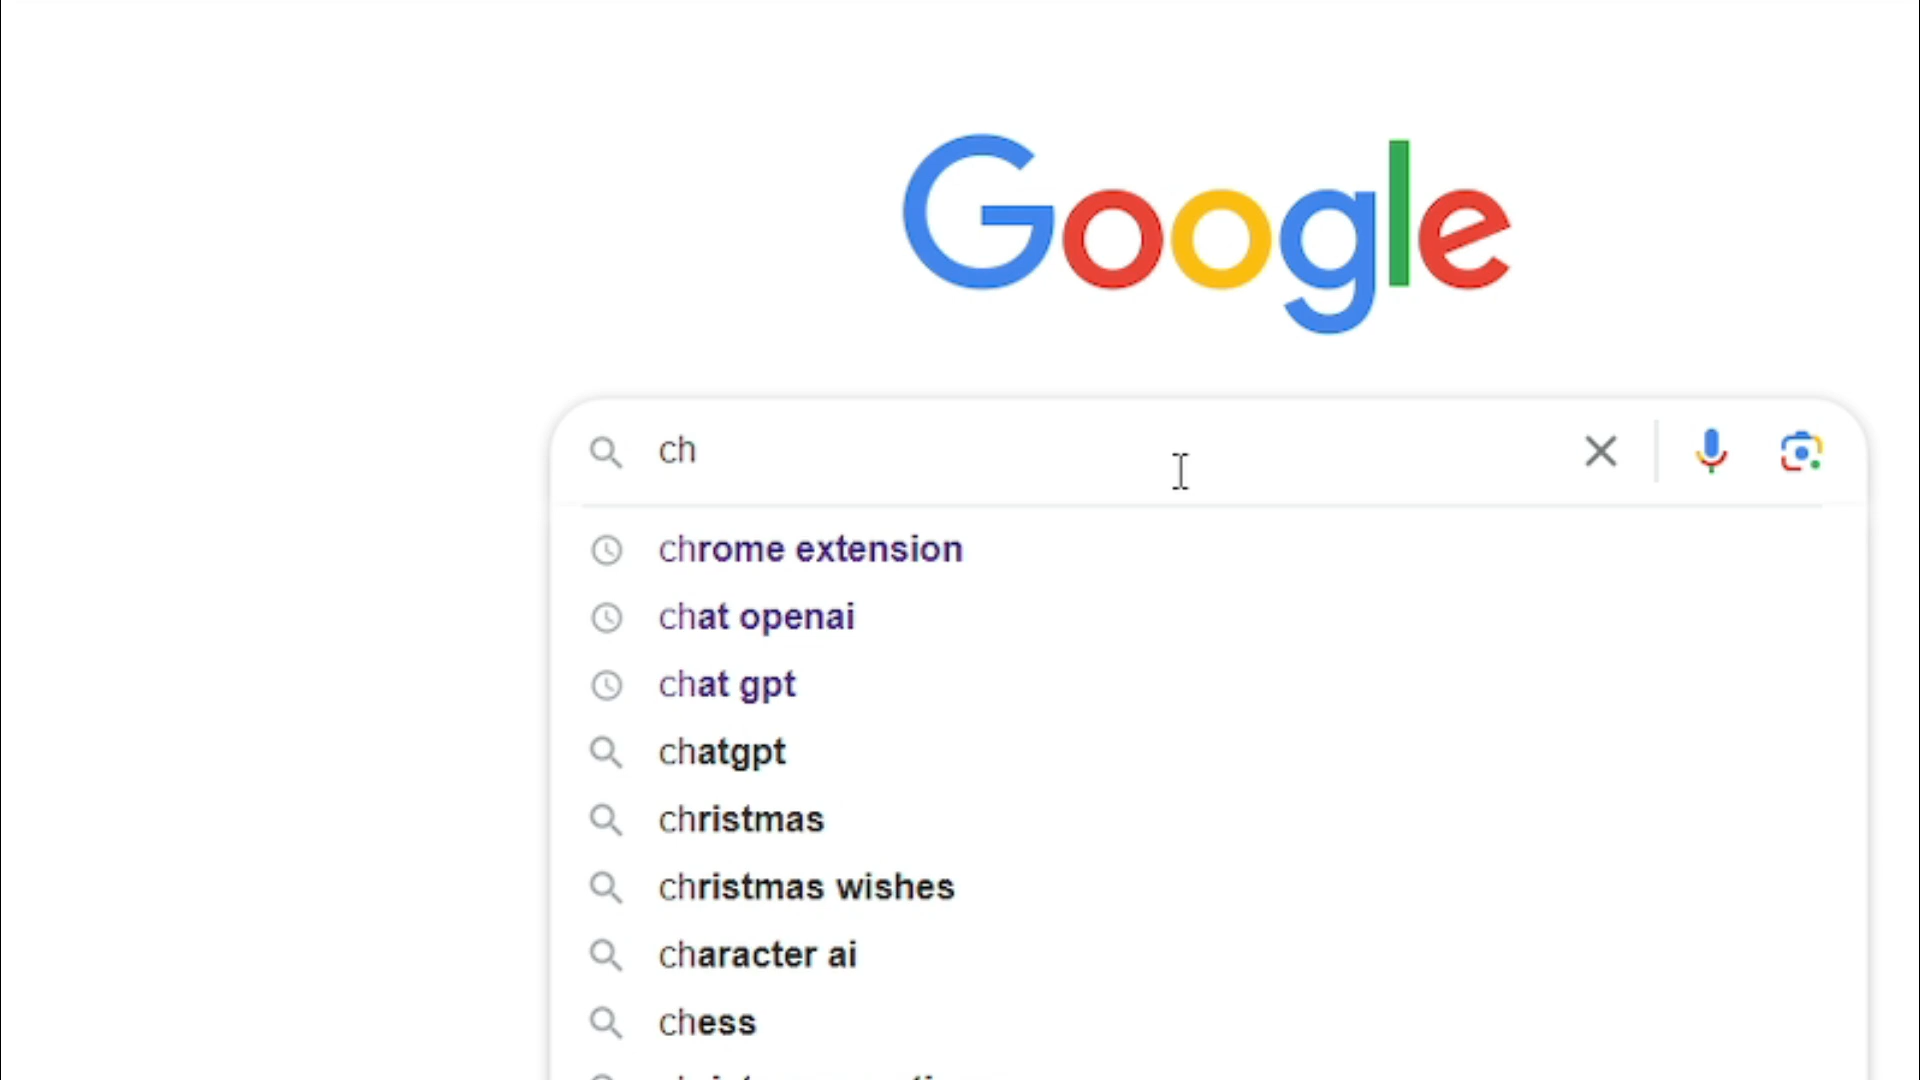 Google
ch
chrome extension
chat openai
chat gpt
chatgpt
christmas
christmas wishes
character ai
chess